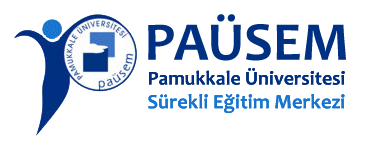 PAMUKKALE ÜNİVERSİTESİ
paüsem
PAÜSEM
Pamukkale Üniversitesi
Sürekli Eğitim Merkezi